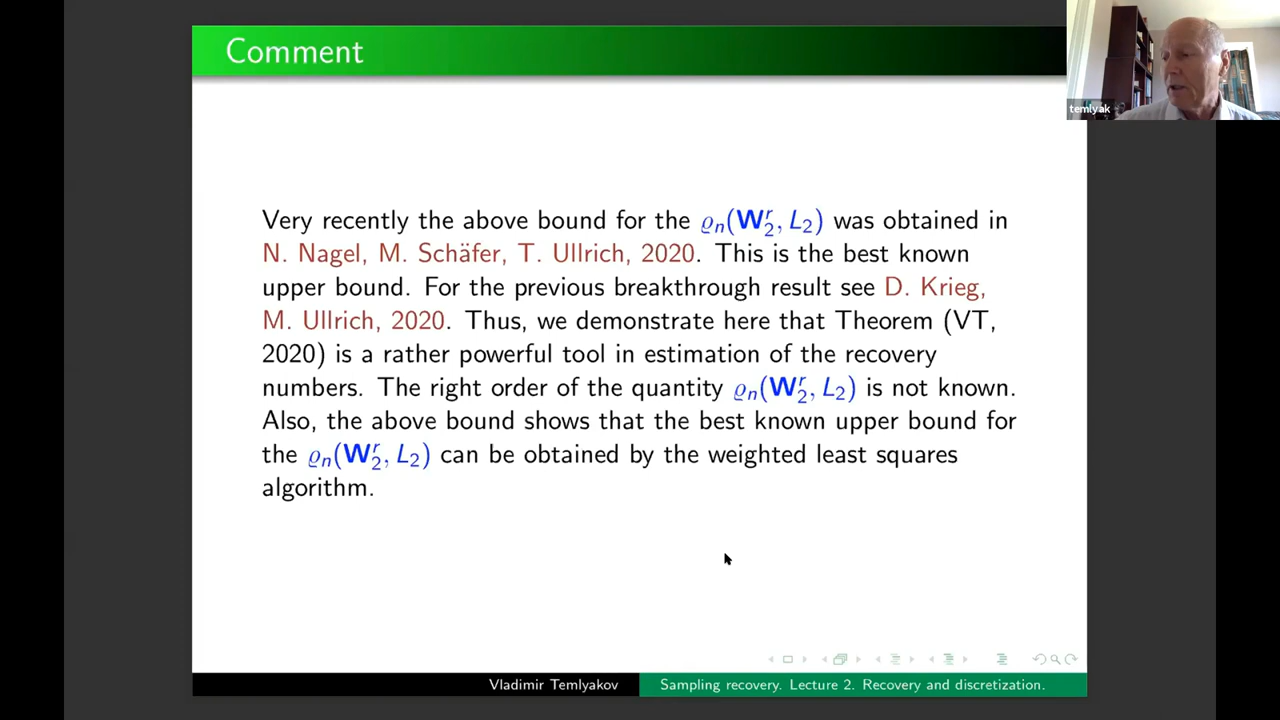 Comment
temlyak
Very recently the above bound for the ϱₙ(𝐖₂ʳ, L₂) was obtained in
N. Nagel, M. Schäfer, T. Ullrich, 2020. This is the best known
upper bound. For the previous breakthrough result see D. Krieg,
M. Ullrich, 2020. Thus, we demonstrate here that Theorem (VT,
2020) is a rather powerful tool in estimation of the recovery
numbers. The right order of the quantity ϱₙ(𝐖₂ʳ, L₂) is not known.
Also, the above bound shows that the best known upper bound for
the ϱₙ(𝐖₂ʳ, L₂) can be obtained by the weighted least squares
algorithm.
Vladimir Temlyakov
Sampling recovery. Lecture 2. Recovery and discretization.